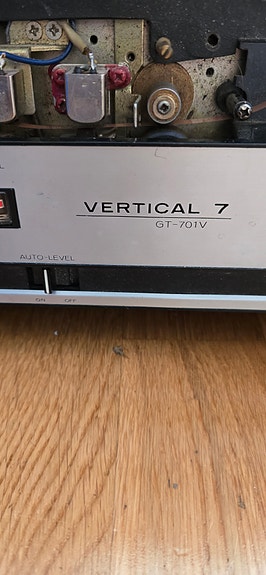 VERTICAL 7
GT-701V
AUTO-LEVEL
ON OFF